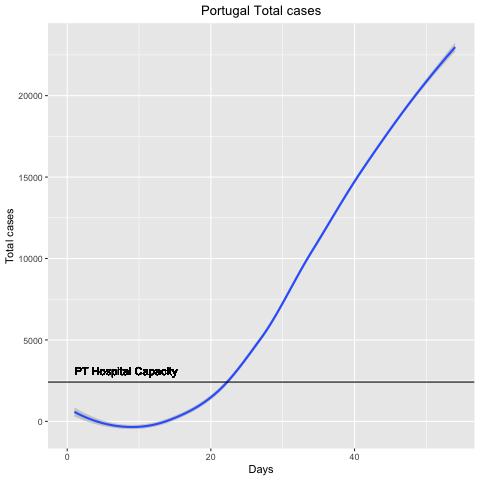 Portugal Total cases
Total cases
20000
15000
10000
5000
0
PT Hospital Capacity
0
20
40
Days